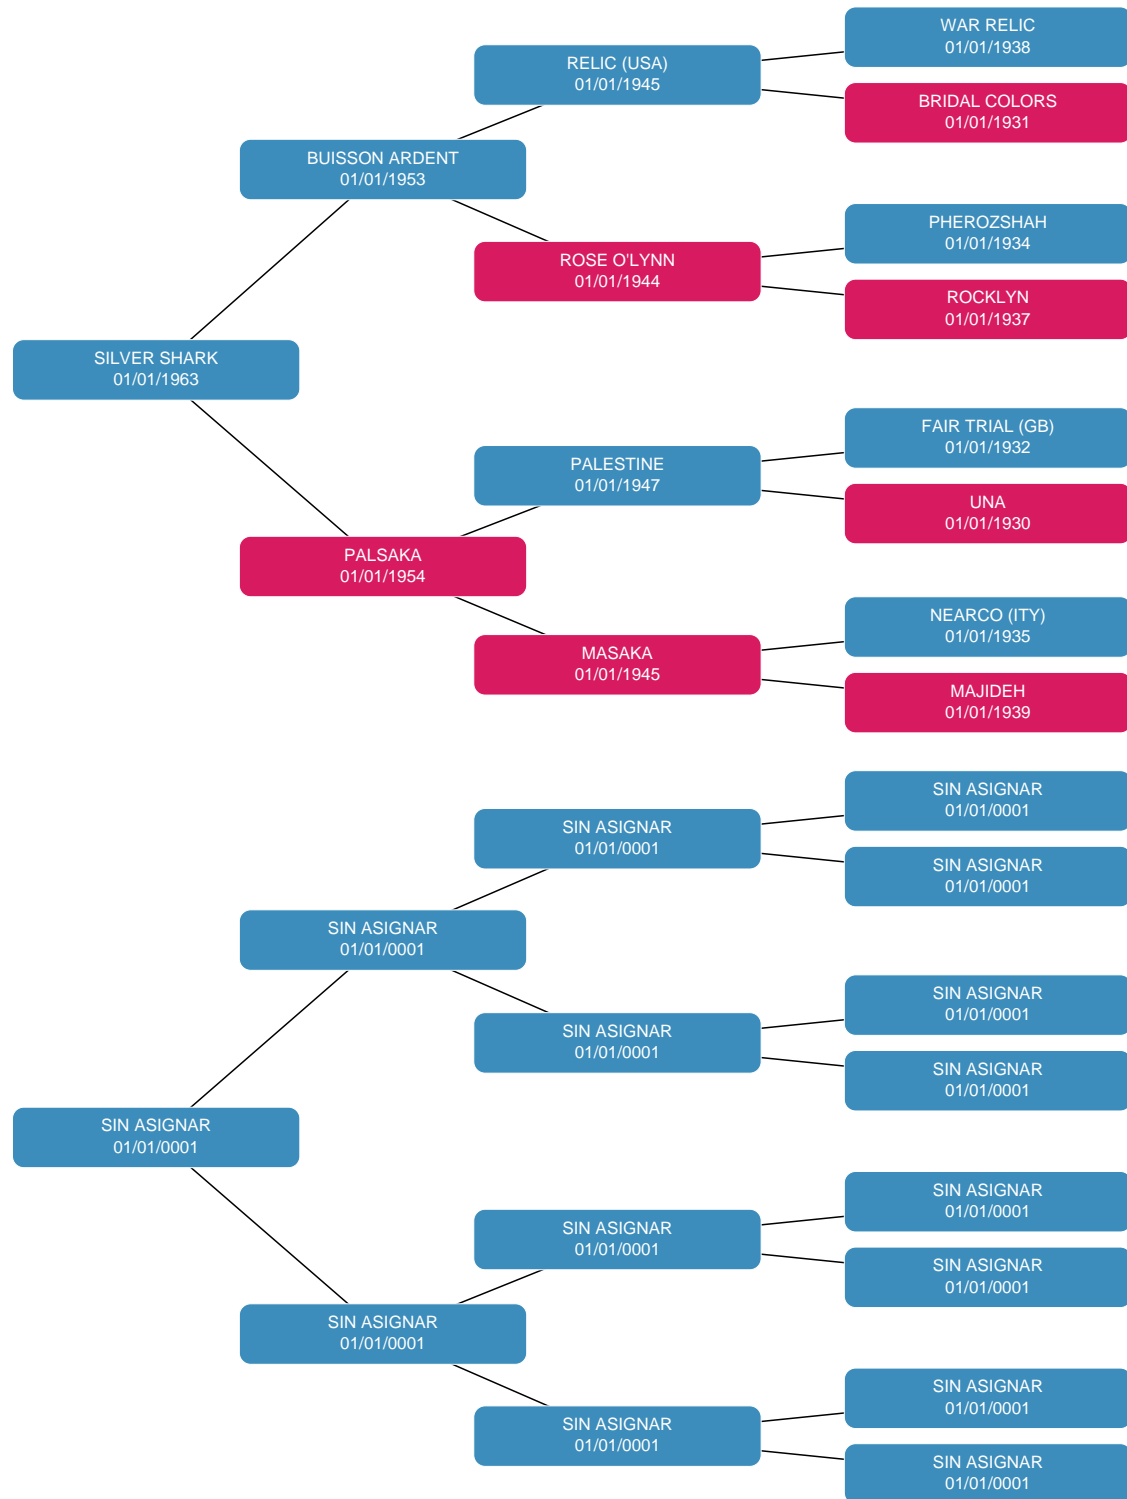 WAR RELIC
01/01/1938
RELIC (USA)
01/01/1945
BRIDAL COLORS
01/01/1931
BUISSON ARDENT
01/01/1953
PHEROZSHAH
01/01/1934
ROSE O'LYNN
01/01/1944
ROCKLYN
01/01/1937
SILVER SHARK
01/01/1963
FAIR TRIAL (GB)
01/01/1932
PALESTINE
01/01/1947
UNA
01/01/1930
PALSAKA
01/01/1954
NEARCO (ITY)
01/01/1935
MASAKA
01/01/1945
MAJIDEH
01/01/1939
SIN ASIGNAR
01/01/0001
SIN ASIGNAR
01/01/0001
SIN ASIGNAR
01/01/0001
SIN ASIGNAR
01/01/0001
SIN ASIGNAR
01/01/0001
SIN ASIGNAR
01/01/0001
SIN ASIGNAR
01/01/0001
SIN ASIGNAR
01/01/0001
SIN ASIGNAR
01/01/0001
SIN ASIGNAR
01/01/0001
SIN ASIGNAR
01/01/0001
SIN ASIGNAR
01/01/0001
SIN ASIGNAR
01/01/0001
SIN ASIGNAR
01/01/0001
SIN ASIGNAR
01/01/0001